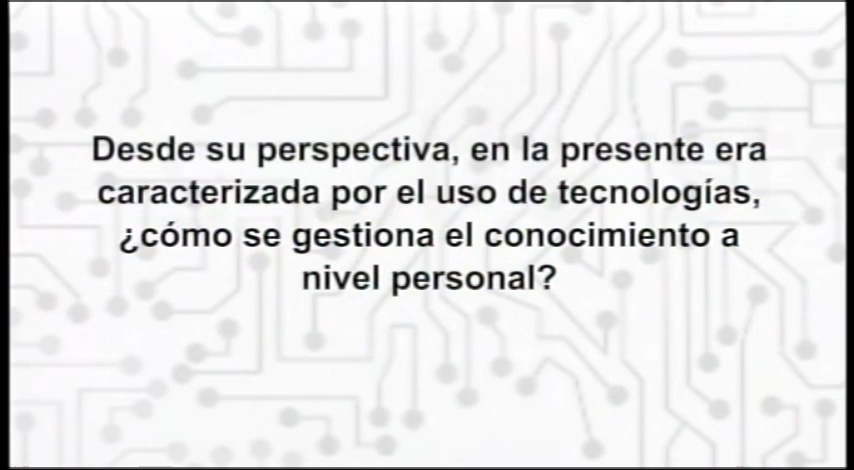 Desde su perspectiva, en la presente era
caracterizada por el uso de tecnologías,
¿cómo se gestiona el conocimiento a
nivel personal?